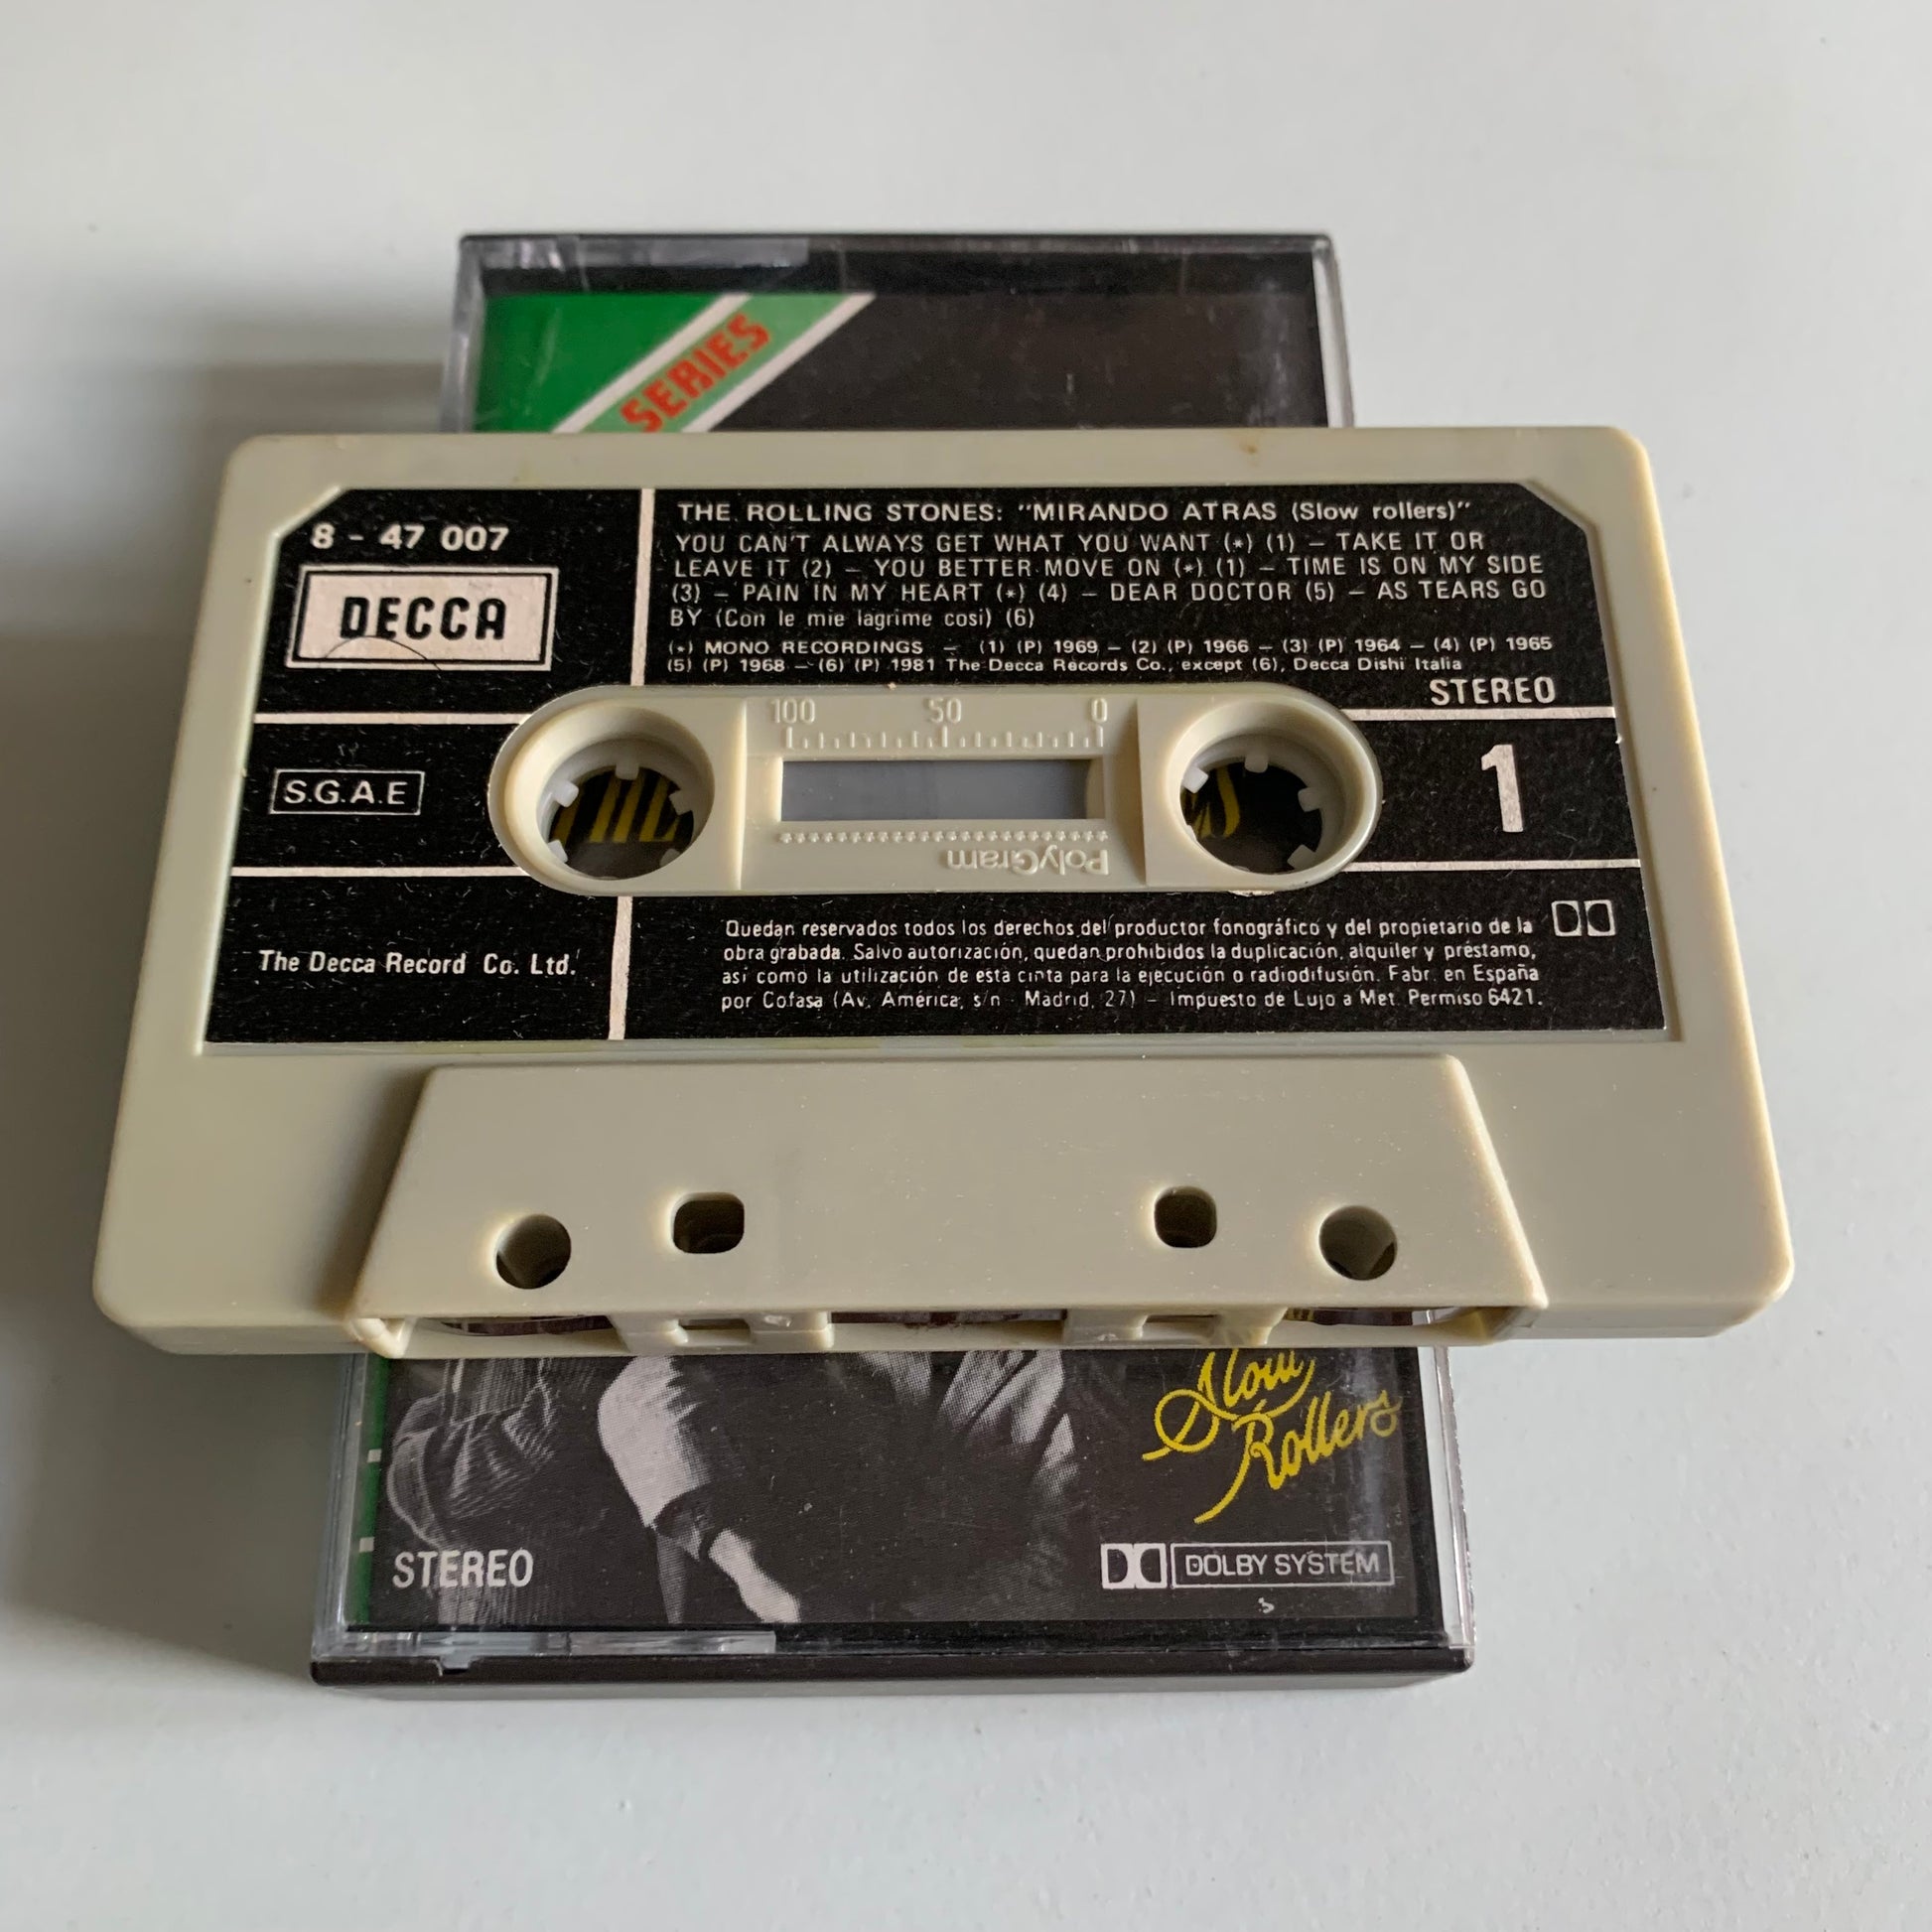 SERIES
8 - 47 007
DECCA
THE ROLLING STONES: "MIRANDO ATRAS (Slow rollers)"
YOU CAN'T ALWAYS GET WHAT YOU WANT (*) (1) – TAKE IT OR
LEAVE IT (2) – YOU BETTER MOVE ON (*) (1) – TIME IS ON MY SIDE
(3) – PAIN IN MY HEART (*) (4) – DEAR DOCTOR (5) – AS TEARS GO
BY (Con le mie lagrime cosi) (6)
(*) MONO RECORDINGS – (1) (P) 1969 – (2) (P) 1966 – (3) (P) 1964 – (4) (P) 1965
(5) (P) 1968 – (6) (P) 1981 The Decca Records Co., except (6), Decca Dishi Italia
STEREO
100 50 0
S.G.A.E
1
PolyGram
The Decca Record Co. Ltd.
Quedan reservados todos los derechos del productor fonográfico y del propietario de la
obra grabada. Salvo autorización, quedan prohibidos la duplicación, alquiler y préstamo,
así como la utilización de esta cinta para la ejecución o radiodifusión. Fabr. en España
por Cofasa (Av. América, s/n - Madrid, 27) – Impuesto de Lujo a Met. Permiso 6421.
Slow
Rollers
STEREO
DOLBY SYSTEM